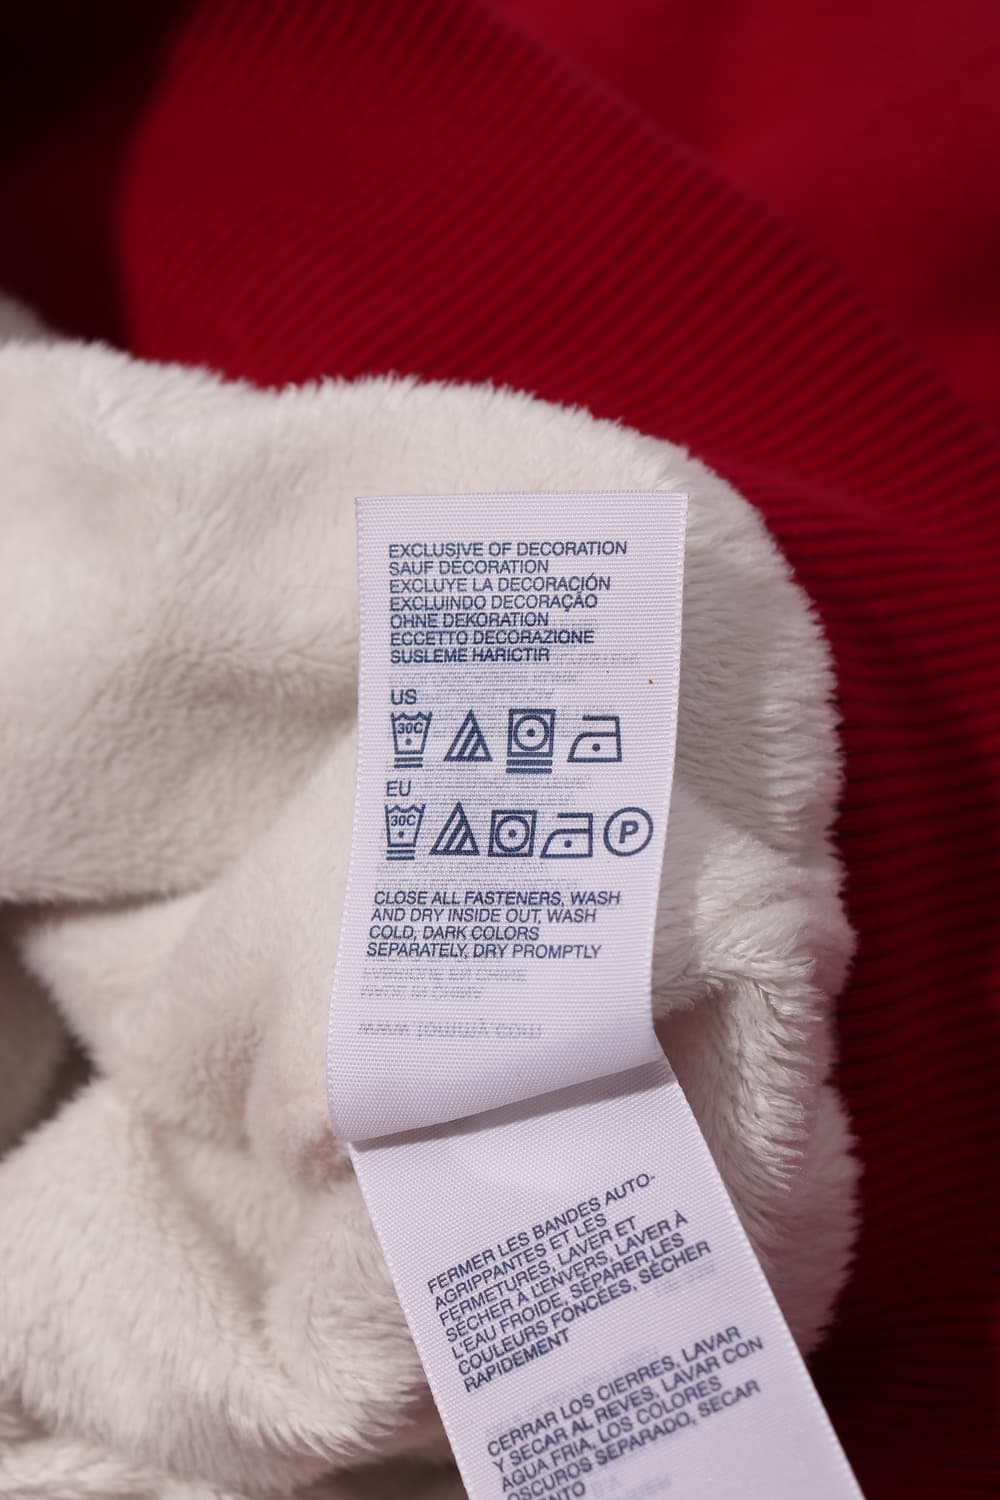 EXCLUSIVE OF DECORATION
SAUF DÉCORATION
EXCLUYE LA DECORACIÓN
EXCLUINDO DECORAÇÃO
OHNE DEKORATION
ECCETTO DECORAZIONE
SUSLEME HARICTIR
US
30C
EU
30C P
CLOSE ALL FASTENERS, WASH
AND DRY INSIDE OUT, WASH
COLD, DARK COLORS
SEPARATELY, DRY PROMPTLY
FERMER LES BANDES AUTO-
AGRIPPANTES ET LES
FERMETURES, LAVER ET
SÉCHER À L'ENVERS, LAVER À
L'EAU FROIDE, SÉPARER LES
COULEURS FONCÉES, SÉCHER
RAPIDEMENT
CERRAR LOS CIERRES, LAVAR
Y SECAR AL REVES, LAVAR CON
AGUA FRIA, LOS COLORES
OSCUROS SEPARADO, SECAR